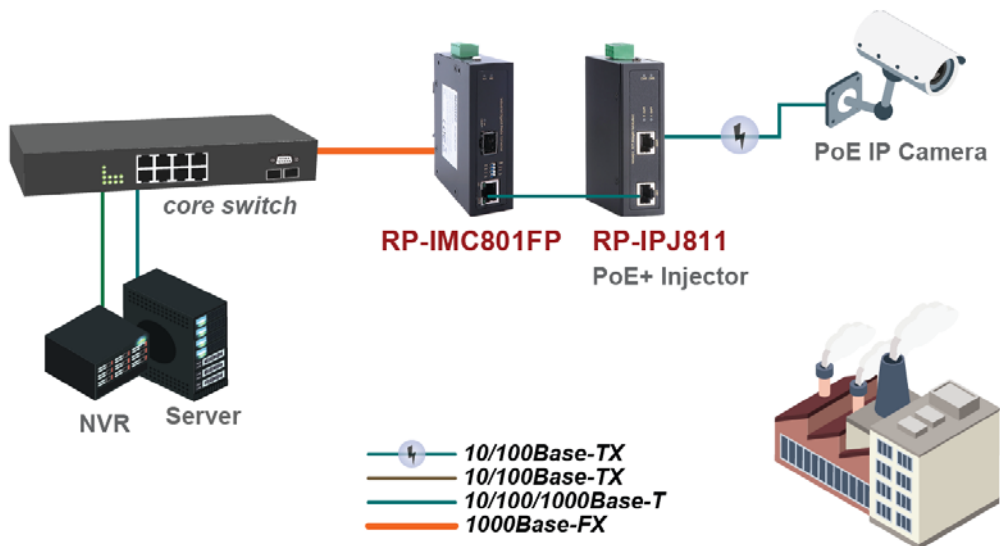 PoE IP Camera
core switch
RP-IMC801FP
RP-IPJ811
PoE+ Injector
NVR
Server
10/100Base-TX
10/100Base-TX
10/100/1000Base-T
1000Base-FX